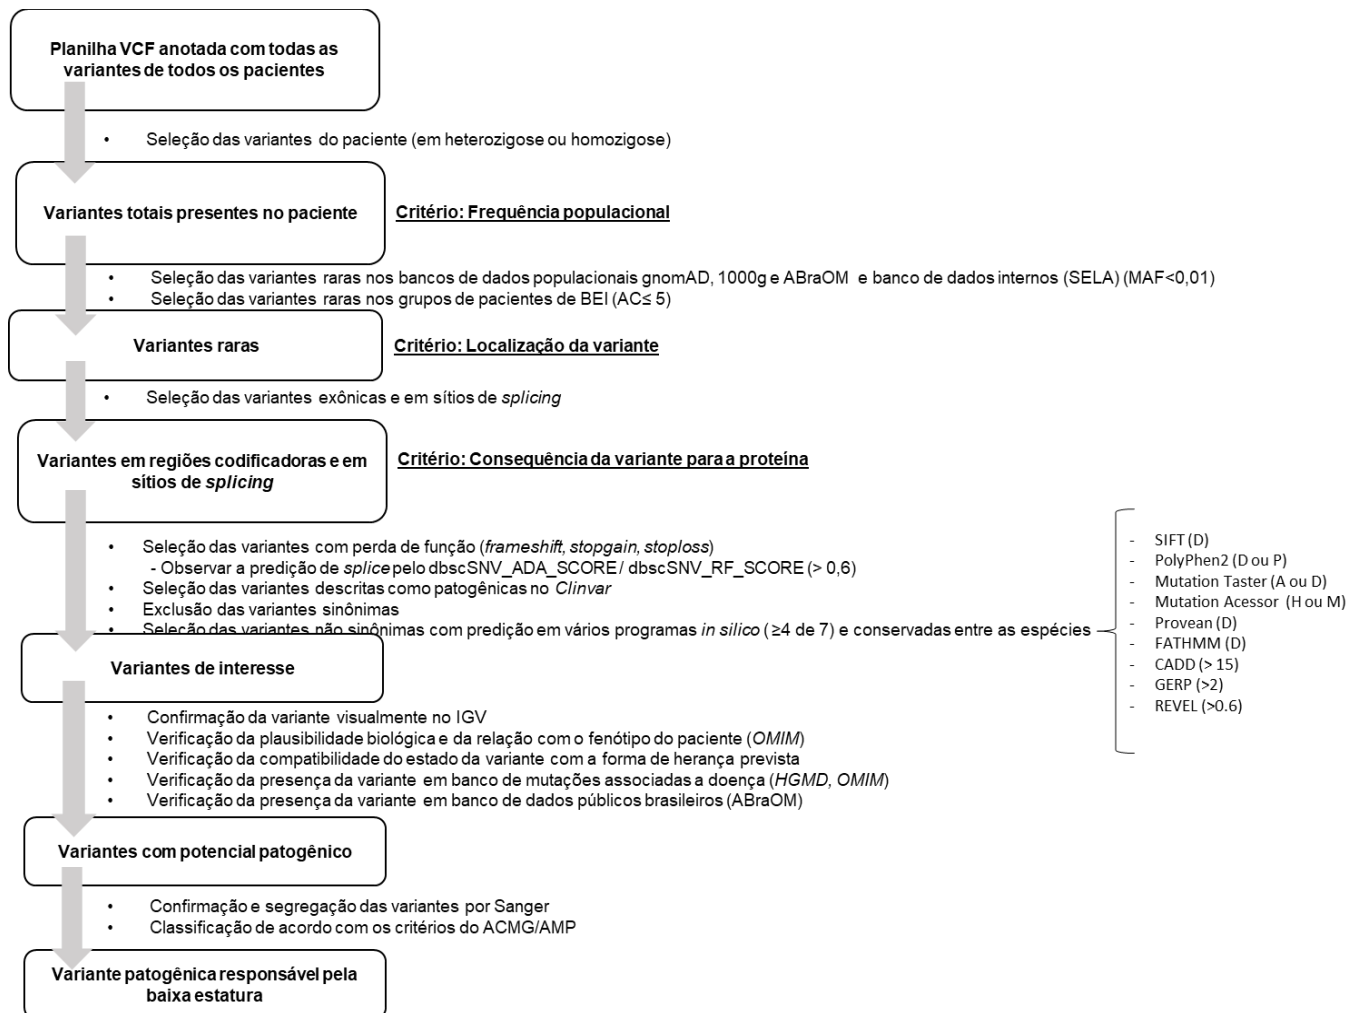 Planilha VCF anotada com todas as
variantes de todos os pacientes
• Seleção das variantes do paciente (em heterozigose ou homozigose)
Variantes totais presentes no paciente
Critério: Frequência populacional
• Seleção das variantes raras nos bancos de dados populacionais gnomAD, 1000g e ABraOM e banco de dados internos (SELA) (MAF<0,01)
• Seleção das variantes raras nos grupos de pacientes de BEI (AC≤ 5)
Variantes raras
Critério: Localização da variante
• Seleção das variantes exônicas e em sítios de splicing
Variantes em regiões codificadoras e em
sítios de splicing
Critério: Consequência da variante para a proteína
• Seleção das variantes com perda de função (frameshift, stopgain, stoploss)
- Observar a predição de splice pelo dbscSNV_ADA_SCORE / dbscSNV_RF_SCORE (> 0,6)
• Seleção das variantes descritas como patogênicas no Clinvar
• Exclusão das variantes sinônimas
• Seleção das variantes não sinônimas com predição em vários programas in silico (≥4 de 7) e conservadas entre as espécies
- SIFT (D)
- PolyPhen2 (D ou P)
- Mutation Taster (A ou D)
- Mutation Acessor (H ou M)
- Provean (D)
- FATHMM (D)
- CADD (> 15)
- GERP (>2)
- REVEL (>0.6)
Variantes de interesse
• Confirmação da variante visualmente no IGV
• Verificação da plausibilidade biológica e da relação com o fenótipo do paciente (OMIM)
• Verificação da compatibilidade do estado da variante com a forma de herança prevista
• Verificação da presença da variante em banco de mutações associadas a doença (HGMD, OMIM)
• Verificação da presença da variante em banco de dados públicos brasileiros (ABraOM)
Variantes com potencial patogênico
• Confirmação e segregação das variantes por Sanger
• Classificação de acordo com os critérios do ACMG/AMP
Variante patogênica responsável pela
baixa estatura